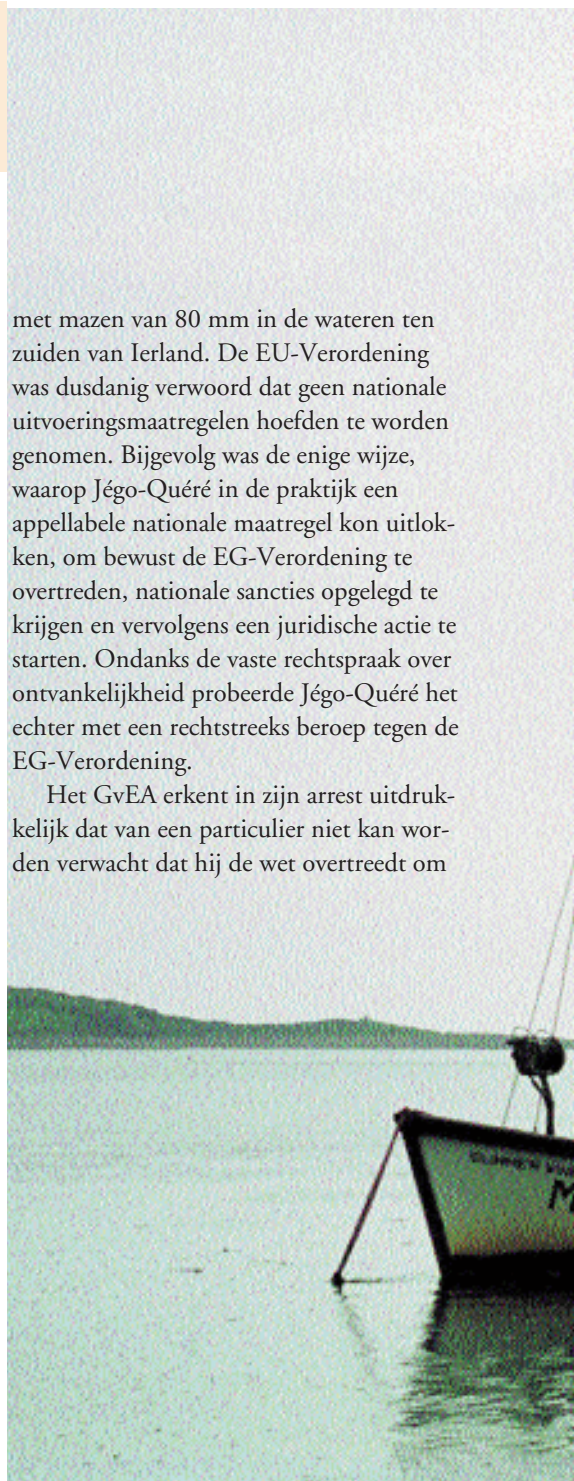 met mazen van 80 mm in de wateren ten
zuiden van Ierland. De EU-Verordening
was dusdanig verwoord dat geen nationale
uitvoeringsmaatregelen hoefden te worden
genomen. Bijgevolg was de enige wijze,
waarop Jégo-Quéré in de praktijk een
appellabele nationale maatregel kon uitlok-
ken, om bewust de EG-Verordening te
overtreden, nationale sancties opgelegd te
krijgen en vervolgens een juridische actie te
starten. Ondanks de vaste rechtspraak over
ontvankelijkheid probeerde Jégo-Quéré het
echter met een rechtstreeks beroep tegen de
EG-Verordening.
Het GvEA erkent in zijn arrest uitdruk-
kelijk dat van een particulier niet kan wor-
den verwacht dat hij de wet overtreedt om
M